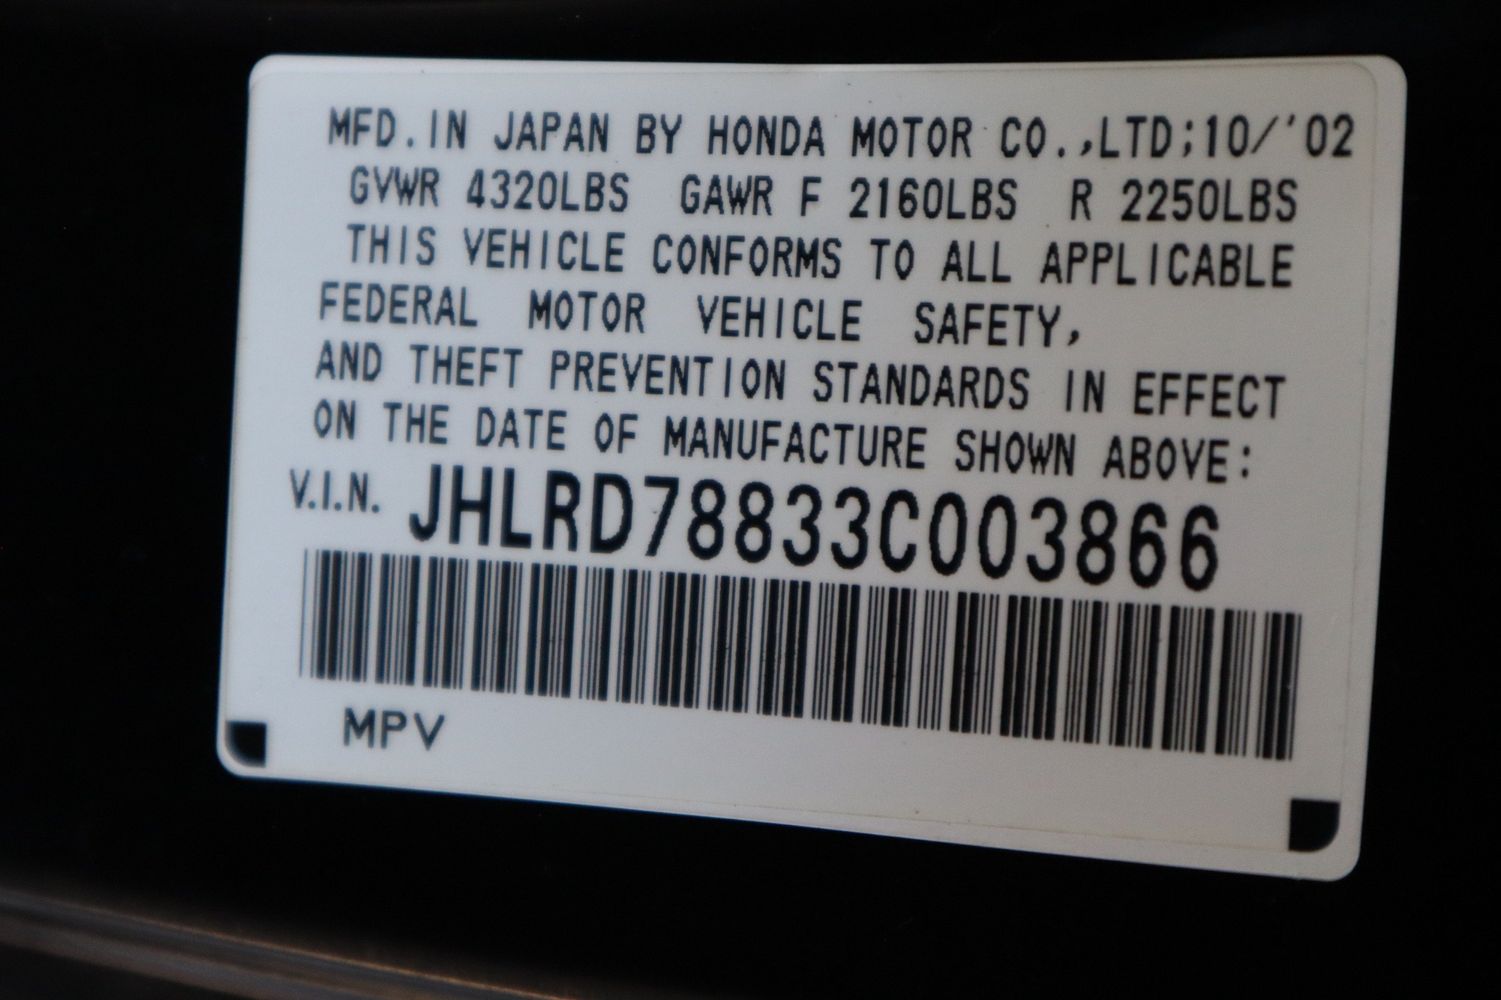 MFD.IN JAPAN BY HONDA MOTOR CO.,LTD;10/'02
GVWR 4320LBS GAWR F 2160LBS R 2250LBS
THIS VEHICLE CONFORMS TO ALL APPLICABLE
FEDERAL MOTOR VEHICLE SAFETY,
AND THEFT PREVENTION STANDARDS IN EFFECT
ON THE DATE OF MANUFACTURE SHOWN ABOVE:
V.I.N. JHLRD78833C003866
MPV